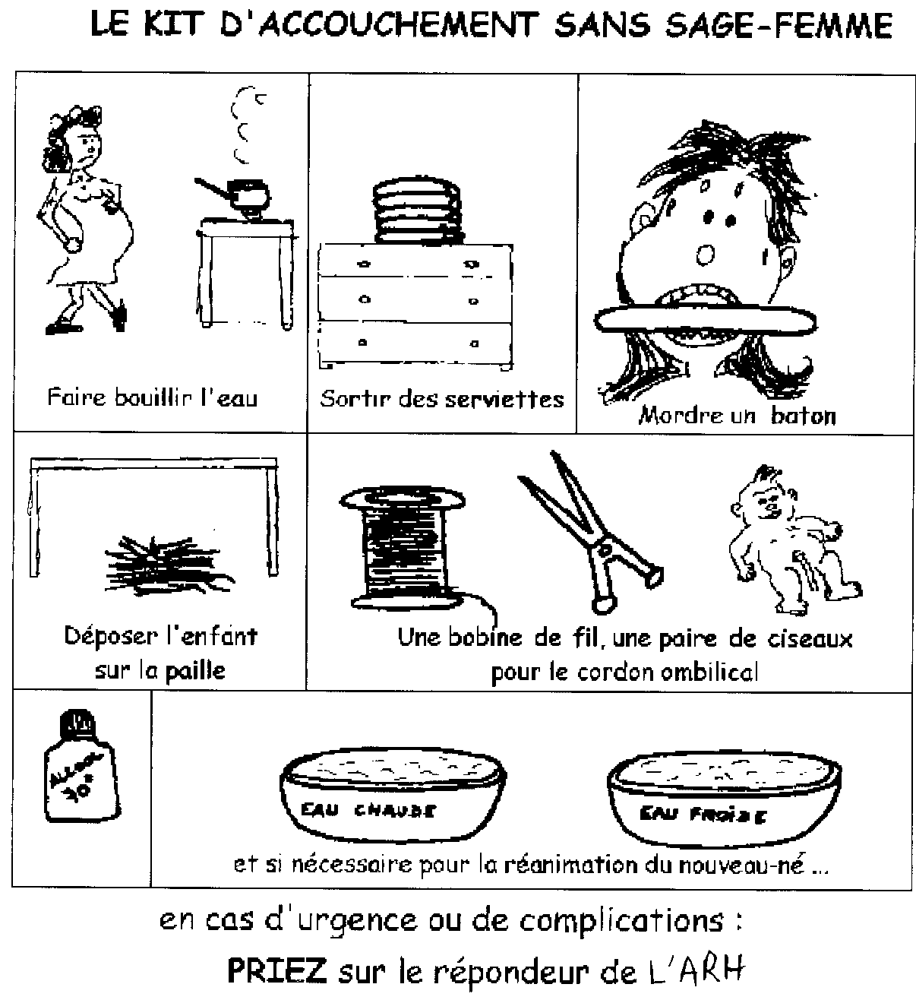 LE KIT D'ACCOUCHEMENT SANS SAGE-FEMME
Faire bouillir l'eau
Sortir des serviettes
Mordre un baton
Déposer l'enfant
sur la paille
Une bobine de fil, une paire de ciseaux
pour le cordon ombilical
ALCOOL
EAU CHAUDE
EAU FROIDE
et si nécessaire pour la réanimation du nouveau-né ...
en cas d'urgence ou de complications :
PRIEZ sur le répondeur de L'ARH